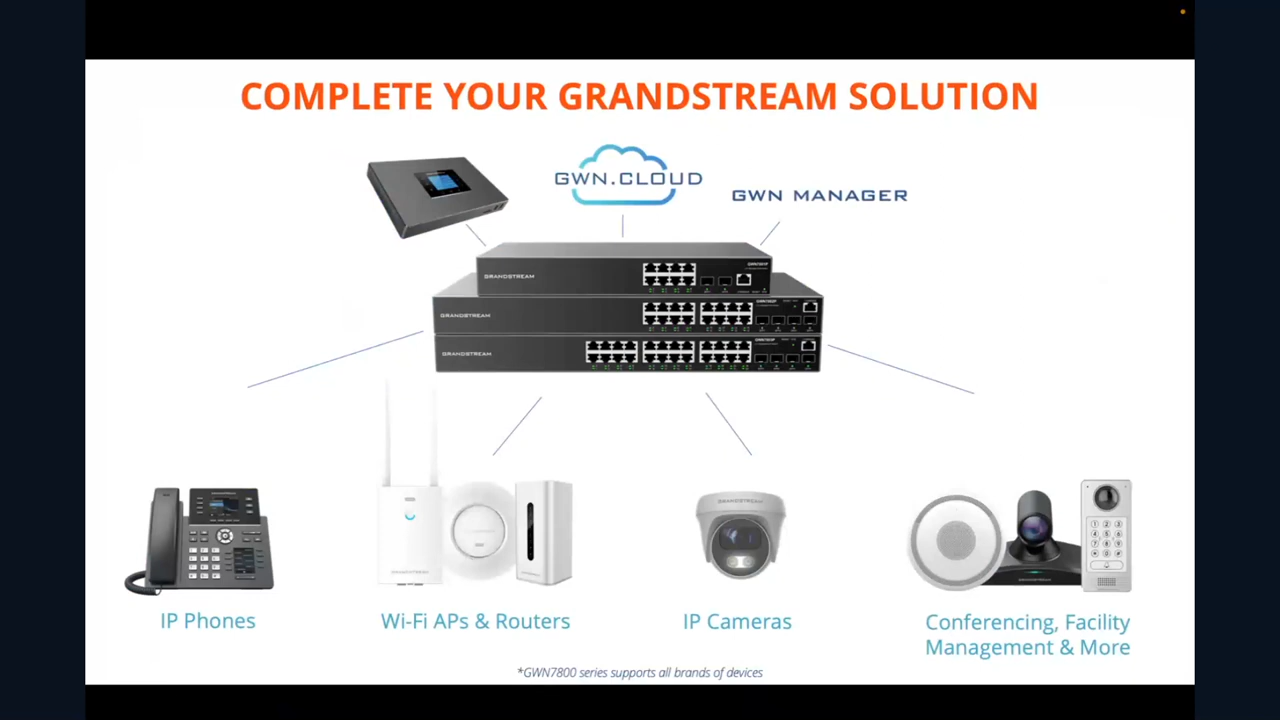 COMPLETE YOUR GRANDSTREAM SOLUTION
GWN.CLOUD
GWN MANAGER
GRANDSTREAM
GRANDSTREAM
GRANDSTREAM
GRANDSTREAM
IP Phones
Wi-Fi APs & Routers
IP Cameras
Conferencing, Facility
Management & More
*GWN7800 series supports all brands of devices